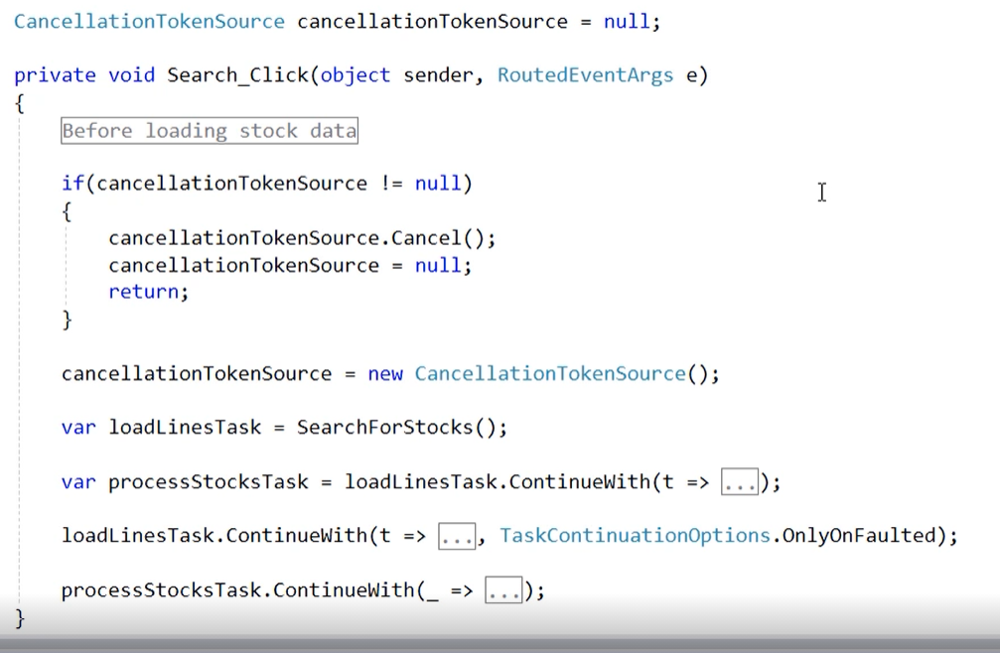 CancellationTokenSource cancellationTokenSource = null;
private void Search_Click(object sender, RoutedEventArgs e)
{
Before loading stock data
if(cancellationTokenSource != null)
{
cancellationTokenSource.Cancel();
cancellationTokenSource = null;
return;
}
cancellationTokenSource = new CancellationTokenSource();
var loadLinesTask = SearchForStocks();
var processStocksTask = loadLinesTask.ContinueWith(t => ...);
loadLinesTask.ContinueWith(t => ..., TaskContinuationOptions.OnlyOnFaulted);
processStocksTask.ContinueWith(_ => ...);
}